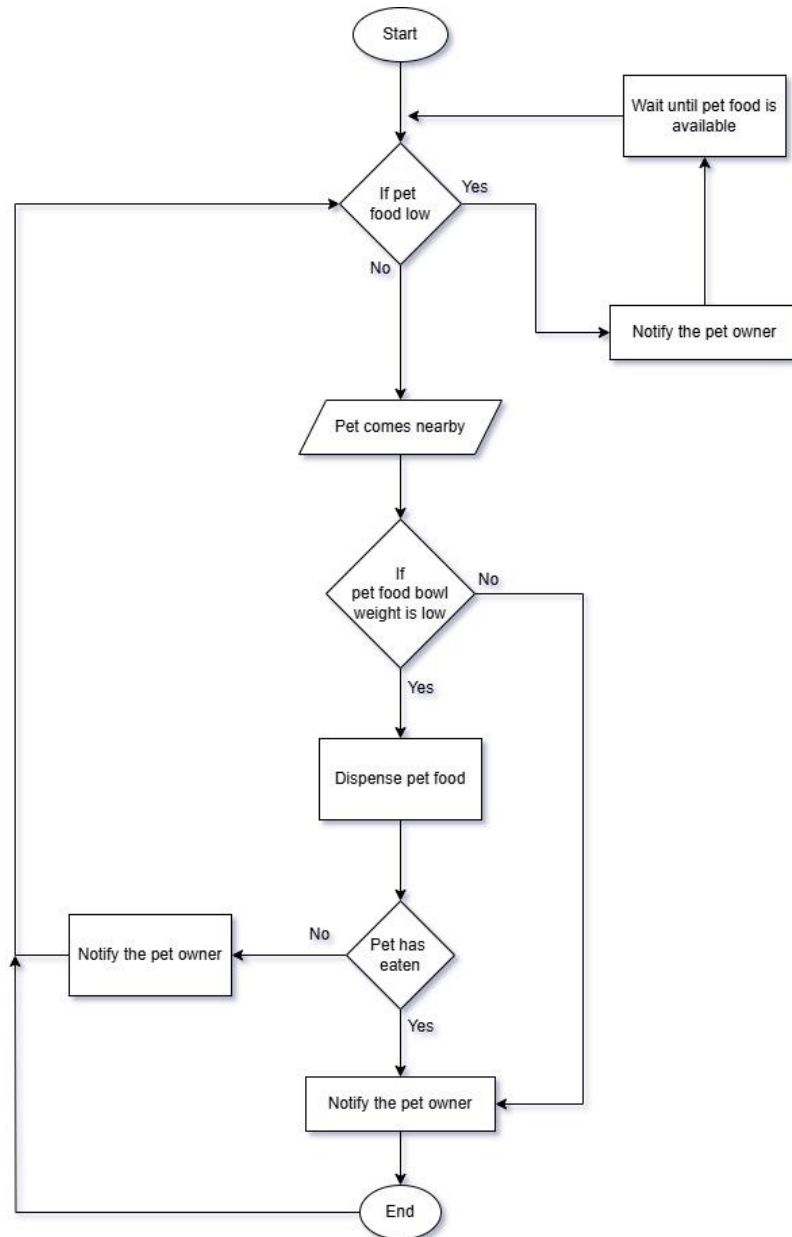 Start
Wait until pet food is
available
If pet
food low
Yes
No
Notify the pet owner
Pet comes nearby
If
pet food bowl
weight is low
No
Yes
Dispense pet food
Pet has
eaten
No
Notify the pet owner
Yes
Notify the pet owner
End